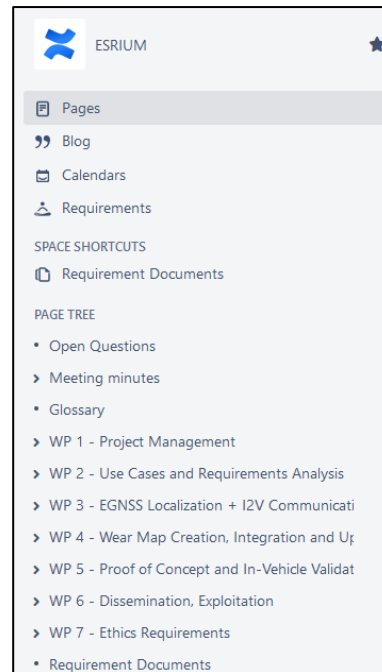 ESRIUM
Pages
Blog
Calendars
Requirements
SPACE SHORTCUTS
Requirement Documents
PAGE TREE
• Open Questions
Meeting minutes
• Glossary
WP 1 - Project Management
WP 2 - Use Cases and Requirements Analysis
WP 3 - EGNSS Localization + I2V Communicati
WP 4 - Wear Map Creation, Integration and Up
WP 5 - Proof of Concept and In-Vehicle Validat
WP 6 - Dissemination, Exploitation
WP 7 - Ethics Requirements
• Requirement Documents